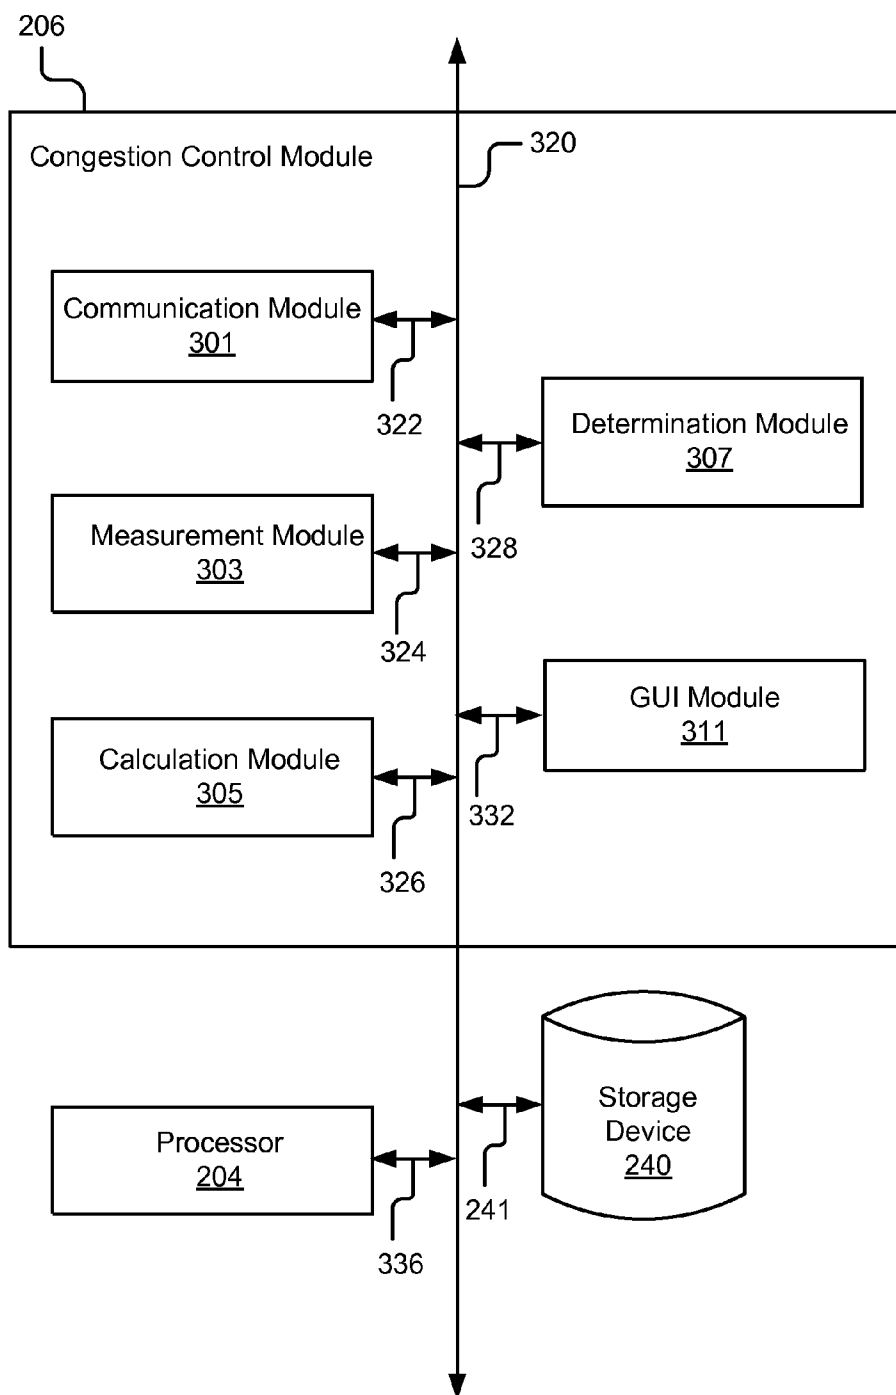 206
Congestion Control Module
320
Communication Module
301
322
Determination Module
307
328
Measurement Module
303
324
GUI Module
311
332
Calculation Module
305
326
Storage
Device
240
241
Processor
204
336